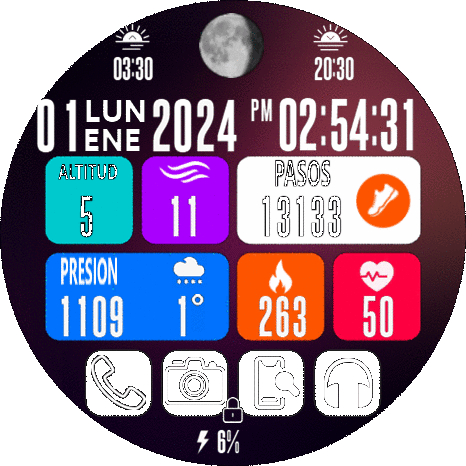 03:30 20:30
01 LUN ENE 2024 PM 02:54:31
ALTITUD PASOS
5 11 13133
PRESION
1109 1° 263 50
6%